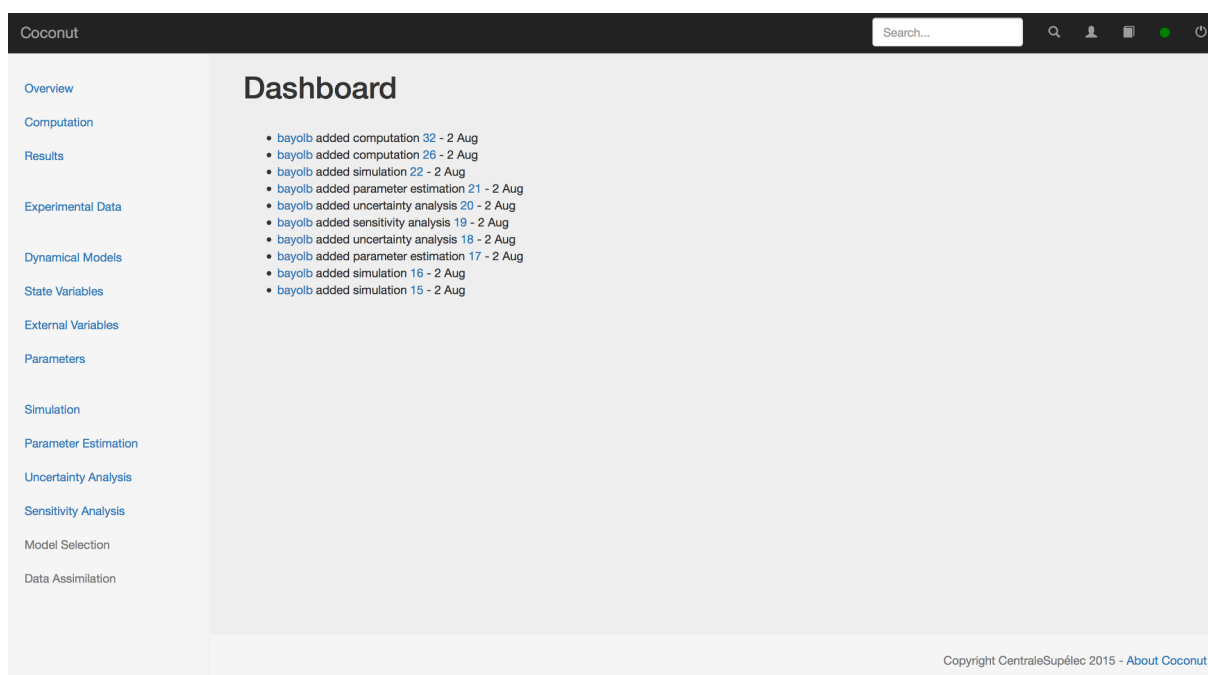 Coconut
Search...
Overview
Computation
Results
Experimental Data
Dynamical Models
State Variables
External Variables
Parameters
Simulation
Parameter Estimation
Uncertainty Analysis
Sensitivity Analysis
Model Selection
Data Assimilation
Dashboard
• bayolb added computation 32 - 2 Aug
• bayolb added computation 26 - 2 Aug
• bayolb added simulation 22 - 2 Aug
• bayolb added parameter estimation 21 - 2 Aug
• bayolb added uncertainty analysis 20 - 2 Aug
• bayolb added sensitivity analysis 19 - 2 Aug
• bayolb added uncertainty analysis 18 - 2 Aug
• bayolb added parameter estimation 17 - 2 Aug
• bayolb added simulation 16 - 2 Aug
• bayolb added simulation 15 - 2 Aug
Copyright CentraleSupélec 2015 - About Coconut